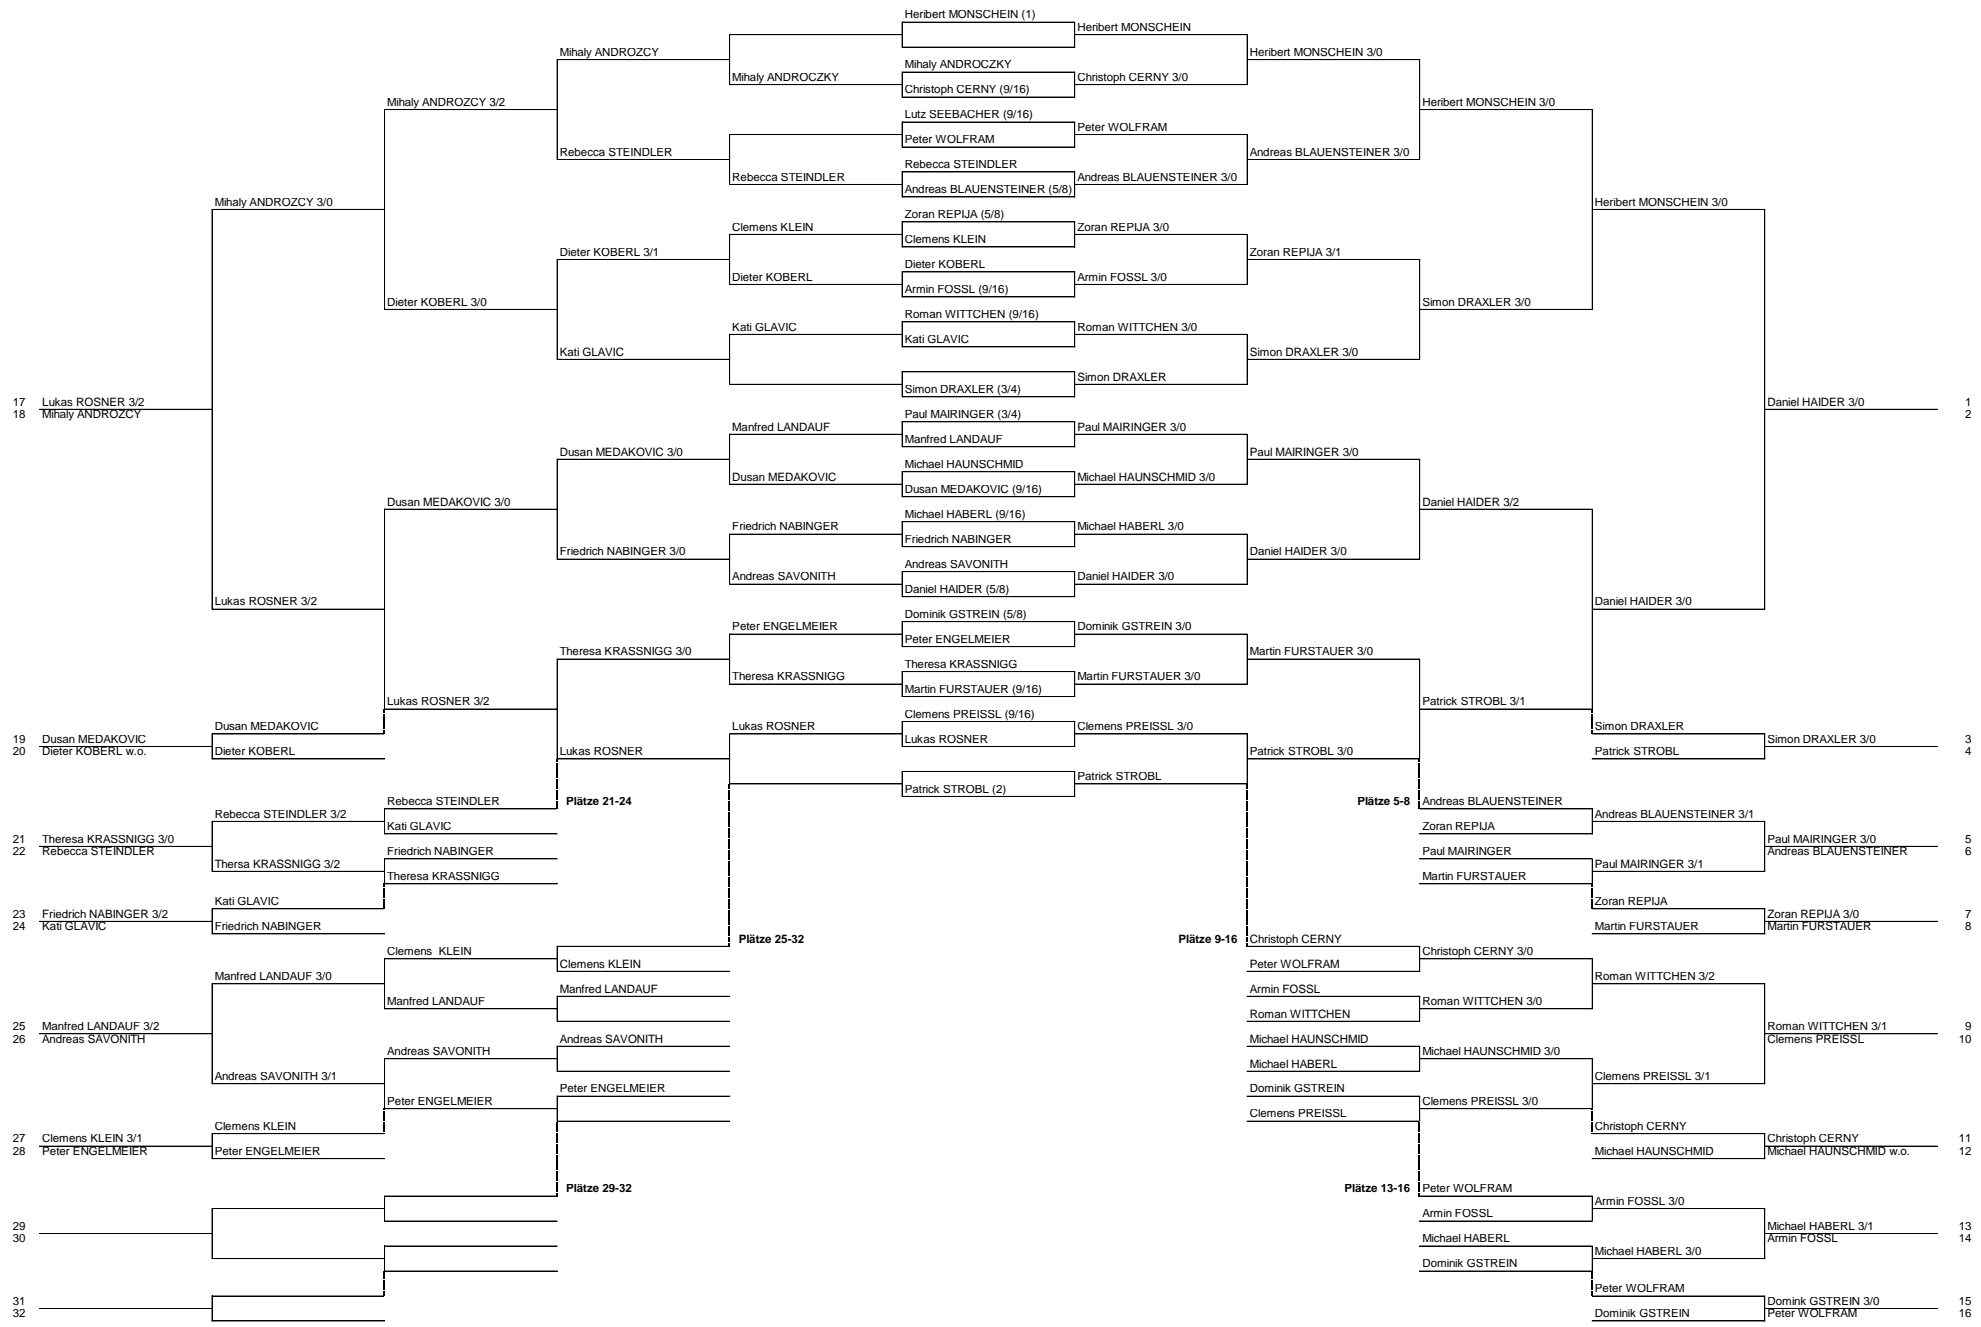 Heribert MONSCHEIN (1)
Heribert MONSCHEIN
Mihaly ANDROZCY
Heribert MONSCHEIN 3/0
Mihaly ANDROCZKY
Mihaly ANDROCZKY
Christoph CERNY 3/0
Christoph CERNY (9/16)
Mihaly ANDROZCY 3/2
Heribert MONSCHEIN 3/0
Lutz SEEBACHER (9/16)
Peter WOLFRAM
Peter WOLFRAM
Rebecca STEINDLER
Andreas BLAUENSTEINER 3/0
Rebecca STEINDLER
Rebecca STEINDLER
Andreas BLAUENSTEINER 3/0
Andreas BLAUENSTEINER (5/8)
Mihaly ANDROZCY 3/0
Heribert MONSCHEIN 3/0
Zoran REPIJA (5/8)
Clemens KLEIN
Zoran REPIJA 3/0
Clemens KLEIN
Dieter KOBERL 3/1
Zoran REPIJA 3/1
Dieter KOBERL
Dieter KOBERL
Armin FOSSL 3/0
Armin FOSSL (9/16)
Dieter KOBERL 3/0
Simon DRAXLER 3/0
Roman WITTCHEN (9/16)
Kati GLAVIC
Roman WITTCHEN 3/0
Kati GLAVIC
Kati GLAVIC
Simon DRAXLER 3/0
Simon DRAXLER
Simon DRAXLER (3/4)
17 Lukas ROSNER 3/2
Daniel HAIDER 3/0 1
18 Mihaly ANDROZCY
2
Paul MAIRINGER (3/4)
Manfred LANDAUF
Paul MAIRINGER 3/0
Manfred LANDAUF
Dusan MEDAKOVIC 3/0
Paul MAIRINGER 3/0
Michael HAUNSCHMID
Dusan MEDAKOVIC
Michael HAUNSCHMID 3/0
Dusan MEDAKOVIC (9/16)
Dusan MEDAKOVIC 3/0
Daniel HAIDER 3/2
Michael HABERL (9/16)
Friedrich NABINGER
Michael HABERL 3/0
Friedrich NABINGER
Friedrich NABINGER 3/0
Daniel HAIDER 3/0
Andreas SAVONITH
Andreas SAVONITH
Daniel HAIDER 3/0
Daniel HAIDER (5/8)
Lukas ROSNER 3/2
Daniel HAIDER 3/0
Dominik GSTREIN (5/8)
Peter ENGELMEIER
Dominik GSTREIN 3/0
Peter ENGELMEIER
Theresa KRASSNIGG 3/0
Martin FURSTAUER 3/0
Theresa KRASSNIGG
Theresa KRASSNIGG
Martin FURSTAUER 3/0
Martin FURSTAUER (9/16)
Lukas ROSNER 3/2
Patrick STROBL 3/1
Clemens PREISSL (9/16)
Dusan MEDAKOVIC
Lukas ROSNER
Clemens PREISSL 3/0
Simon DRAXLER
19 Dusan MEDAKOVIC
Lukas ROSNER
Simon DRAXLER 3/0 3
20 Dieter KOBERL w.o.
Dieter KOBERL
Lukas ROSNER
Patrick STROBL 3/0
Patrick STROBL
4
Patrick STROBL
Patrick STROBL (2)
Rebecca STEINDLER
Plätze 21-24
Plätze 5-8
Andreas BLAUENSTEINER
Rebecca STEINDLER 3/2
Andreas BLAUENSTEINER 3/1
Kati GLAVIC
Zoran REPIJA
21 Theresa KRASSNIGG 3/0
Paul MAIRINGER 3/0 5
22 Rebecca STEINDLER
Friedrich NABINGER
Paul MAIRINGER
Andreas BLAUENSTEINER 6
Thersa KRASSNIGG 3/2
Paul MAIRINGER 3/1
Theresa KRASSNIGG
Martin FURSTAUER
Kati GLAVIC
Zoran REPIJA
23 Friedrich NABINGER 3/2
Zoran REPIJA 3/0 7
24 Kati GLAVIC
Friedrich NABINGER
Martin FURSTAUER
Martin FURSTAUER 8
Plätze 25-32
Plätze 9-16
Christoph CERNY
Clemens KLEIN
Christoph CERNY 3/0
Clemens KLEIN
Peter WOLFRAM
Manfred LANDAUF 3/0
Roman WITTCHEN 3/2
Manfred LANDAUF
Armin FOSSL
Manfred LANDAUF
Roman WITTCHEN 3/0
Roman WITTCHEN
25 Manfred LANDAUF 3/2
Roman WITTCHEN 3/1 9
26 Andreas SAVONITH
Andreas SAVONITH
Michael HAUNSCHMID
Clemens PREISSL 10
Andreas SAVONITH
Michael HAUNSCHMID 3/0
Michael HABERL
Andreas SAVONITH 3/1
Clemens PREISSL 3/1
Peter ENGELMEIER
Dominik GSTREIN
Peter ENGELMEIER
Clemens PREISSL 3/0
Clemens PREISSL
Clemens KLEIN
Christoph CERNY
27 Clemens KLEIN 3/1
Christoph CERNY 11
28 Peter ENGELMEIER
Peter ENGELMEIER
Michael HAUNSCHMID
Michael HAUNSCHMID w.o. 12
Plätze 29-32
Plätze 13-16
Peter WOLFRAM
Armin FOSSL 3/0
Armin FOSSL
29
Michael HABERL 3/1 13
30
Michael HABERL
Armin FOSSL 14
Michael HABERL 3/0
Dominik GSTREIN
Peter WOLFRAM
31
Domink GSTREIN 3/0 15
32
Dominik GSTREIN
Peter WOLFRAM 16